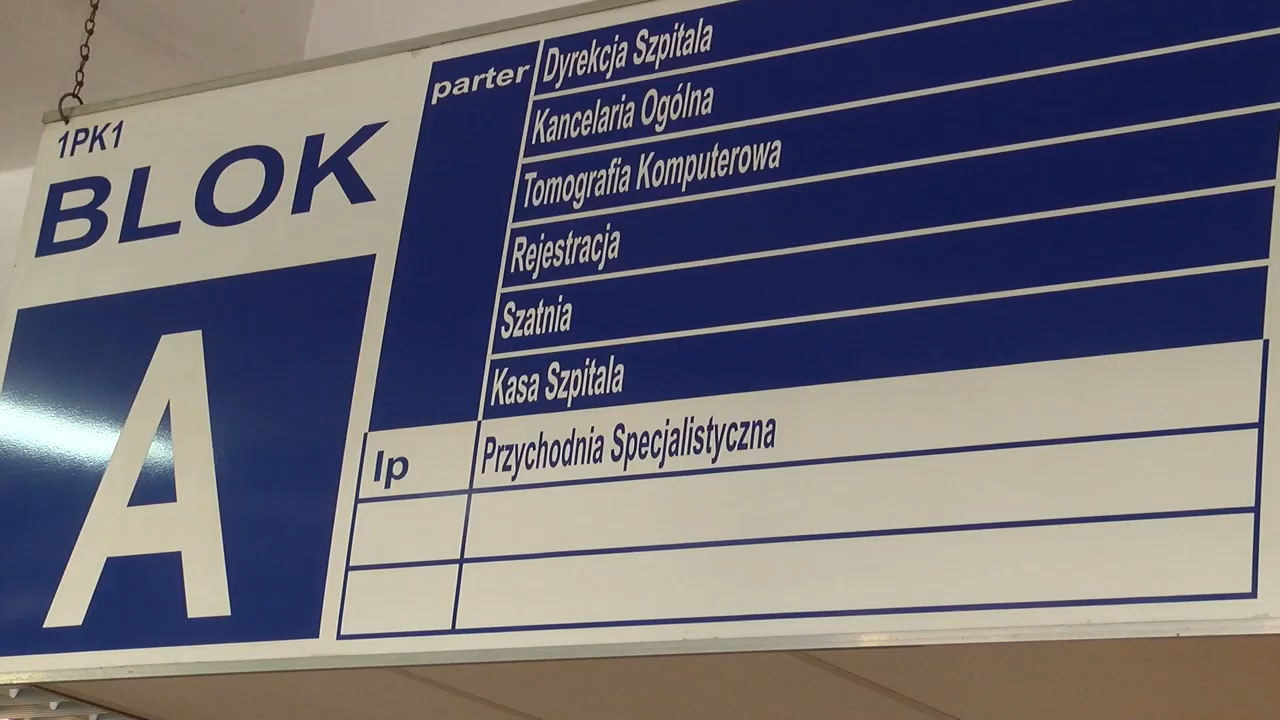 1PK1
BLOK
A
parter
Dyrekcja Szpitala
Kancelaria Ogólna
Tomografia Komputerowa
Rejestracja
Szatnia
Kasa Szpitala
Ip
Przychodnia Specjalistyczna